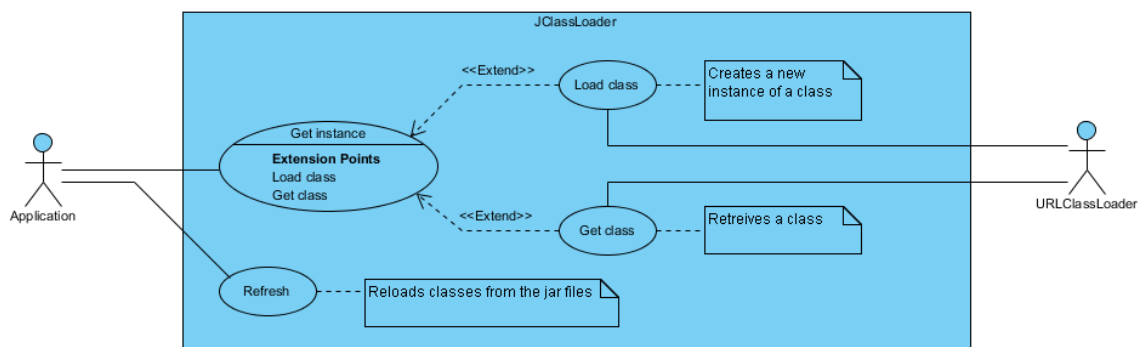 JClassLoader
<<Extend>>
Load class
Creates a new
instance of a class
Get instance
Extension Points
Load class
Get class
Application
URLClassLoader
<<Extend>>
Get class
Retreives a class
Refresh
Reloads classes from the jar files